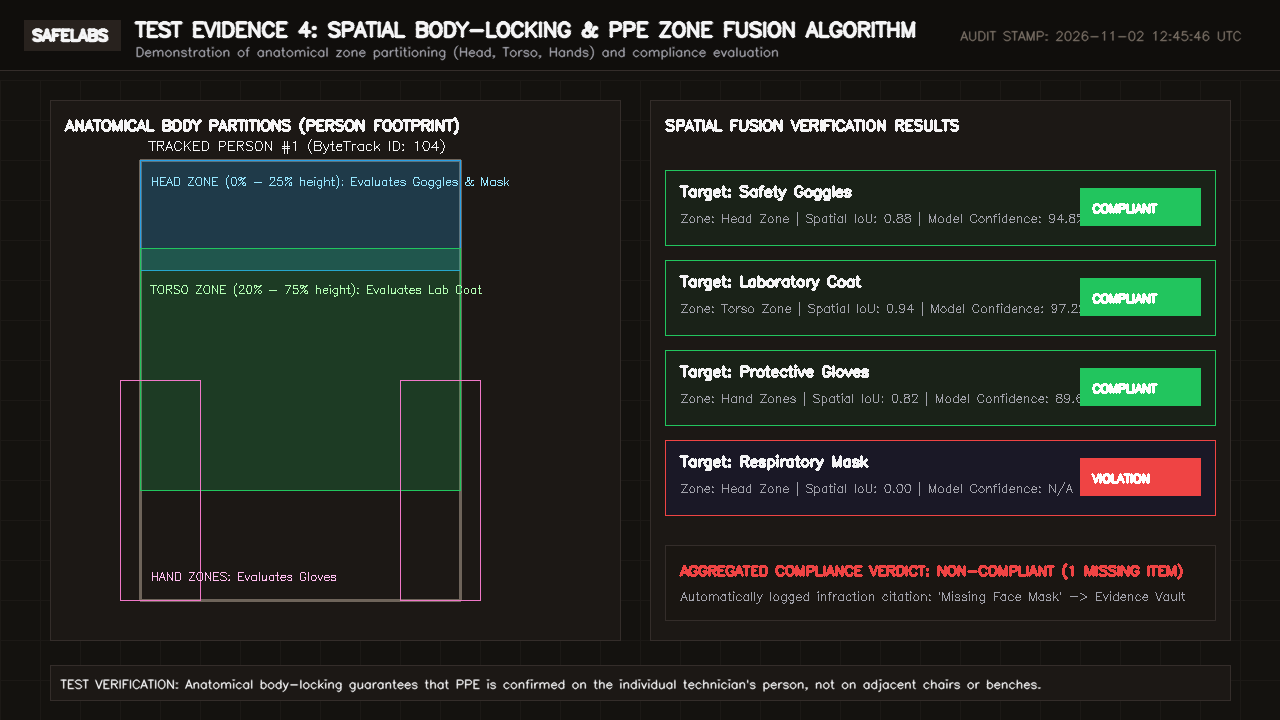 SAFELABS
TEST EVIDENCE 4: SPATIAL BODY-LOCKING & PPE ZONE FUSION ALGORITHM
Demonstration of anatomical zone partitioning (Head, Torso, Hands) and compliance evaluation
AUDIT STAMP: 2026-11-02 12:45:46 UTC
ANATOMICAL BODY PARTITIONS (PERSON FOOTPRINT)
TRACKED PERSON #1 (ByteTrack ID: 104)
HEAD ZONE (0% - 25% height): Evaluates Goggles & Mask
TORSO ZONE (20% - 75% height): Evaluates Lab Coat
HAND ZONES: Evaluates Gloves
SPATIAL FUSION VERIFICATION RESULTS
Target: Safety Goggles
Zone: Head Zone | Spatial IoU: 0.88 | Model Confidence: 94.8%
COMPLIANT
Target: Laboratory Coat
Zone: Torso Zone | Spatial IoU: 0.94 | Model Confidence: 97.2
COMPLIANT
Target: Protective Gloves
Zone: Hand Zones | Spatial IoU: 0.82 | Model Confidence: 89.6
COMPLIANT
Target: Respiratory Mask
Zone: Head Zone | Spatial IoU: 0.00 | Model Confidence: N/A
VIOLATION
AGGREGATED COMPLIANCE VERDICT: NON-COMPLIANT (1 MISSING ITEM)
Automatically logged infraction citation: 'Missing Face Mask' -> Evidence Vault
TEST VERIFICATION: Anatomical body-locking guarantees that PPE is confirmed on the individual technician's person, not on adjacent chairs or benches.